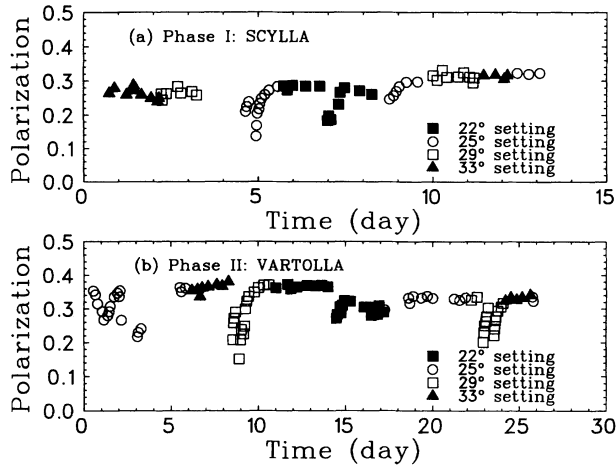 0.5
0.4
0.3
0.2
0.1
0.0
Polarization
(a) Phase I: SCYLLA
22° setting
25° setting
29° setting
33° setting
0 5 10 15
Time (day)
0.5
0.4
0.3
0.2
0.1
0.0
Polarization
(b) Phase II: VARTOLLA
22° setting
25° setting
29° setting
33° setting
0 5 10 15 20 25 30
Time (day)